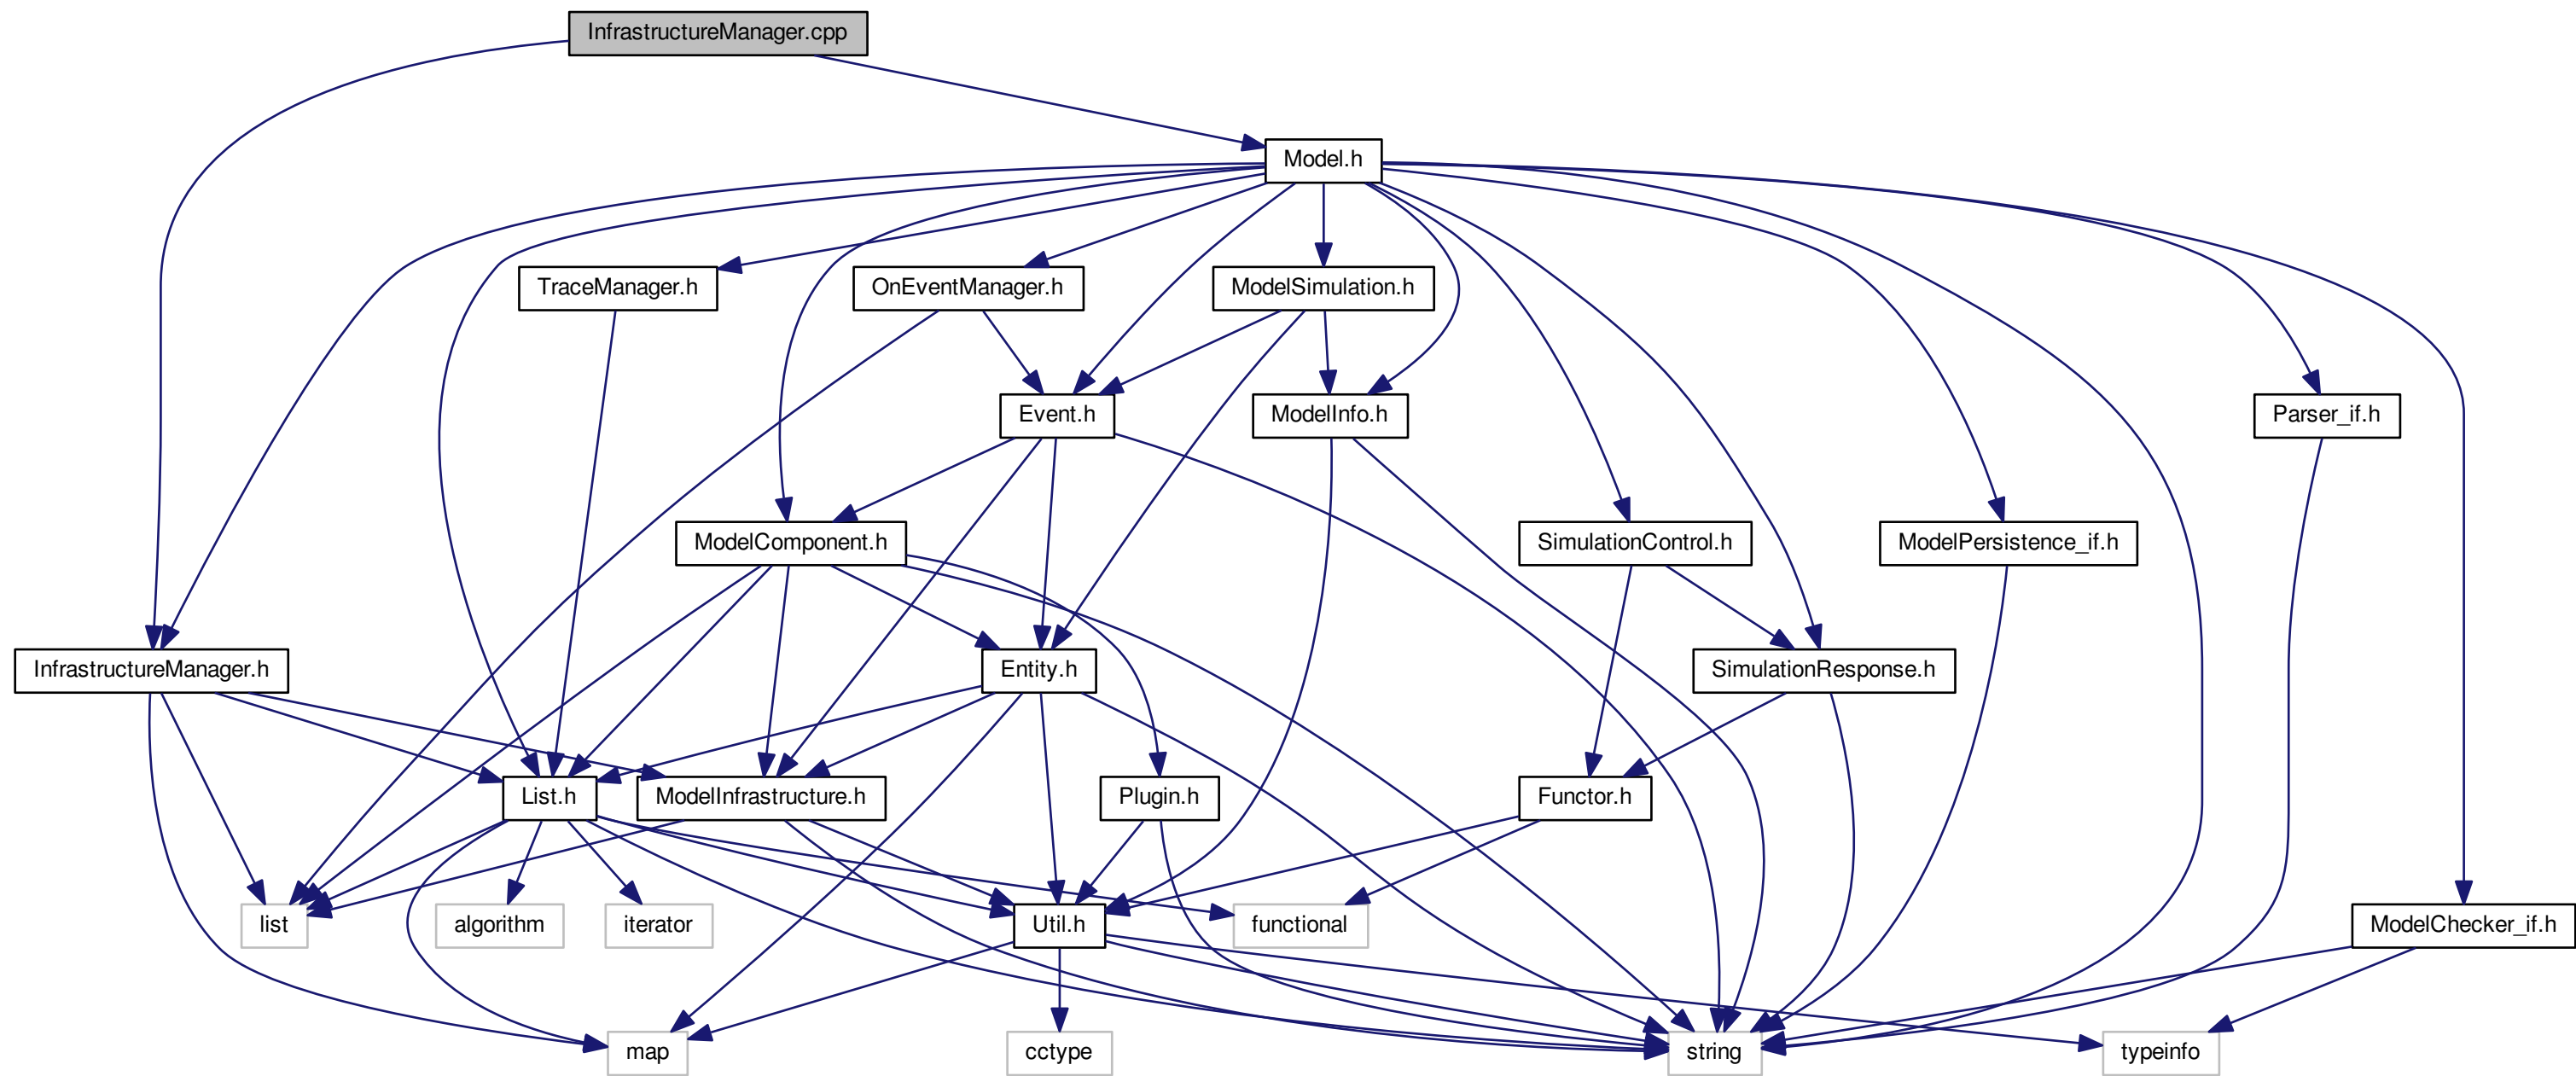 InfrastructureManager.cpp
Model.h
TraceManager.h
OnEventManager.h
ModelSimulation.h
Event.h
ModelInfo.h
Parser_if.h
ModelComponent.h
SimulationControl.h
ModelPersistence_if.h
InfrastructureManager.h
Entity.h
SimulationResponse.h
List.h
ModelInfrastructure.h
Plugin.h
Functor.h
list
algorithm
iterator
Util.h
functional
ModelChecker_if.h
map
cctype
string
typeinfo